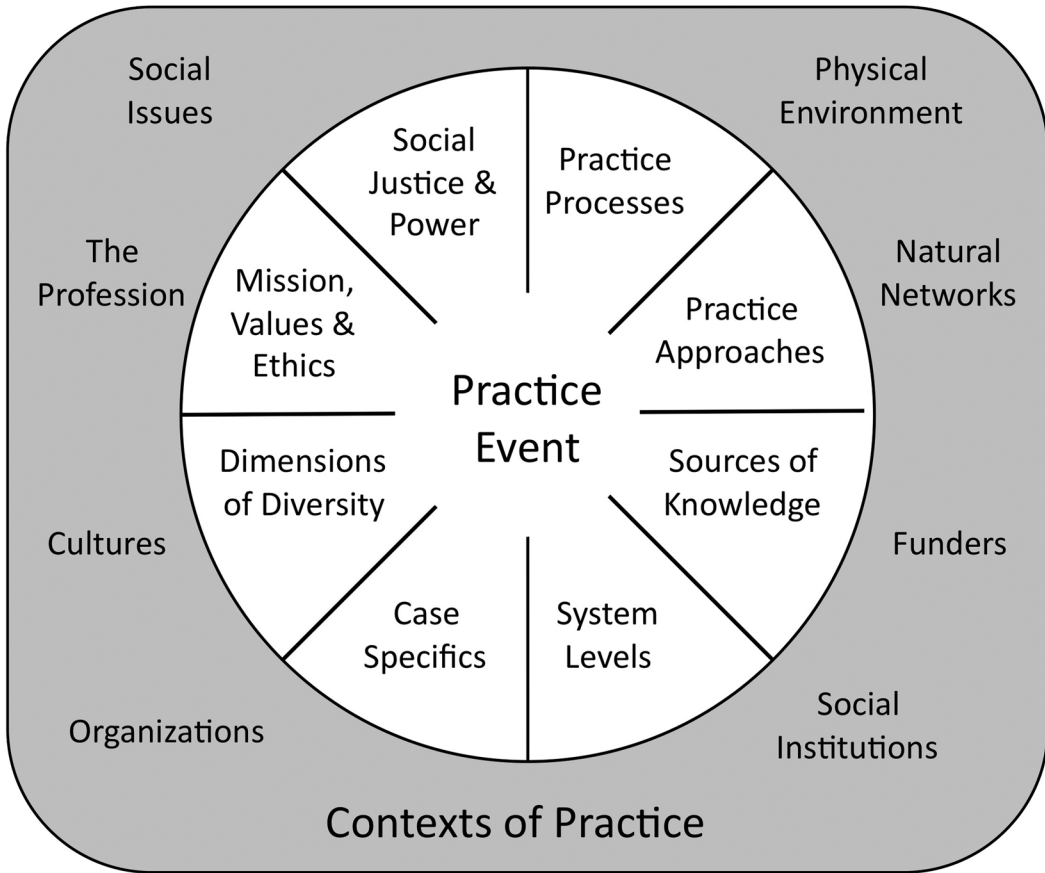 Social
Issues
Physical
Environment
Social
Justice &
Power
Practice
Processes
The
Profession
Natural
Networks
Mission,
Values &
Ethics
Practice
Approaches
Practice
Event
Dimensions
of Diversity
Sources of
Knowledge
Cultures
Funders
Case
Specifics
System
Levels
Organizations
Social
Institutions
Contexts of Practice